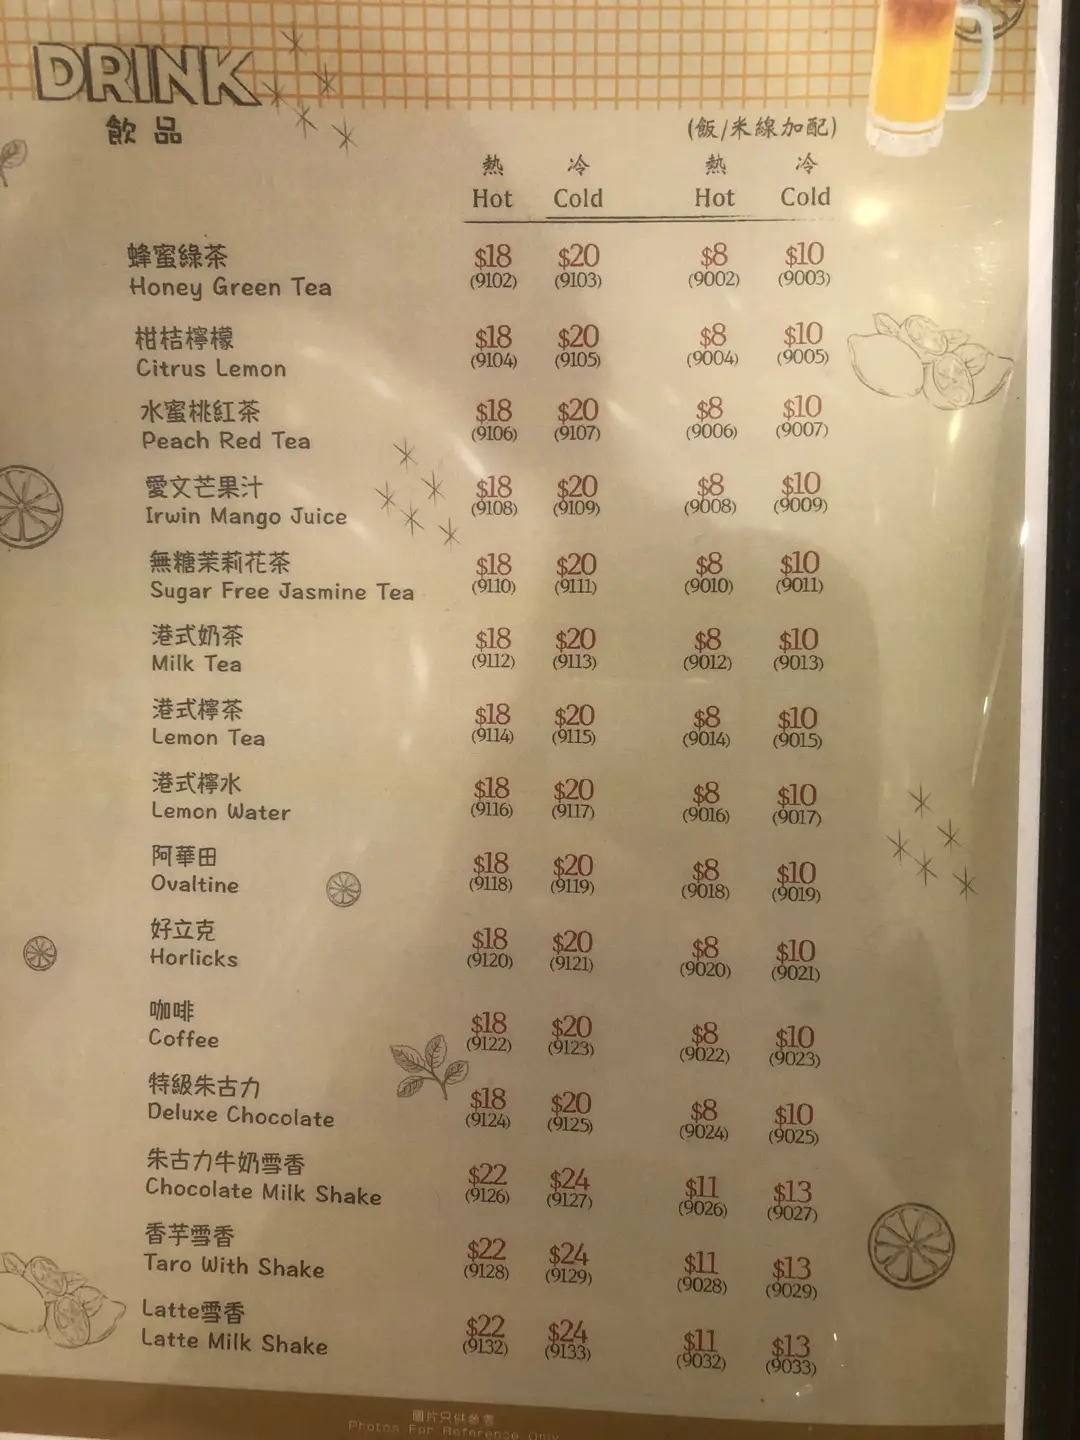 DRINK
飲品
(飯/米線加配)
熱 冷 熱 冷
Hot Cold Hot Cold
蜂蜜綠茶 $18 $20 $8 $10
Honey Green Tea (9102) (9103) (9002) (9003)
柑桔檸檬 $18 $20 $8 $10
Citrus Lemon (9104) (9105) (9004) (9005)
水蜜桃紅茶 $18 $20 $8 $10
Peach Red Tea (9106) (9107) (9006) (9007)
愛文芒果汁 $18 $20 $8 $10
Irwin Mango Juice (9108) (9109) (9008) (9009)
無糖茉莉花茶 $18 $20 $8 $10
Sugar Free Jasmine Tea (9110) (9111) (9010) (9011)
港式奶茶 $18 $20 $8 $10
Milk Tea (9112) (9113) (9012) (9013)
港式檸茶 $18 $20 $8 $10
Lemon Tea (9114) (9115) (9014) (9015)
港式檸水 $18 $20 $8 $10
Lemon Water (9116) (9117) (9016) (9017)
阿華田 $18 $20 $8 $10
Ovaltine (9118) (9119) (9018) (9019)
好立克 $18 $20 $8 $10
Horlicks (9120) (9121) (9020) (9021)
咖啡 $18 $20 $8 $10
Coffee (9122) (9123) (9022) (9023)
特級朱古力 $18 $20 $8 $10
Deluxe Chocolate (9124) (9125) (9024) (9025)
朱古力牛奶雪香 $22 $24 $11 $13
Chocolate Milk Shake (9126) (9127) (9026) (9027)
香芋雪香 $22 $24 $11 $13
Taro With Shake (9128) (9129) (9028) (9029)
Latte雪香 $22 $24 $11 $13
Latte Milk Shake (9132) (9133) (9032) (9033)
圖片只供參考
Photos For Reference Only